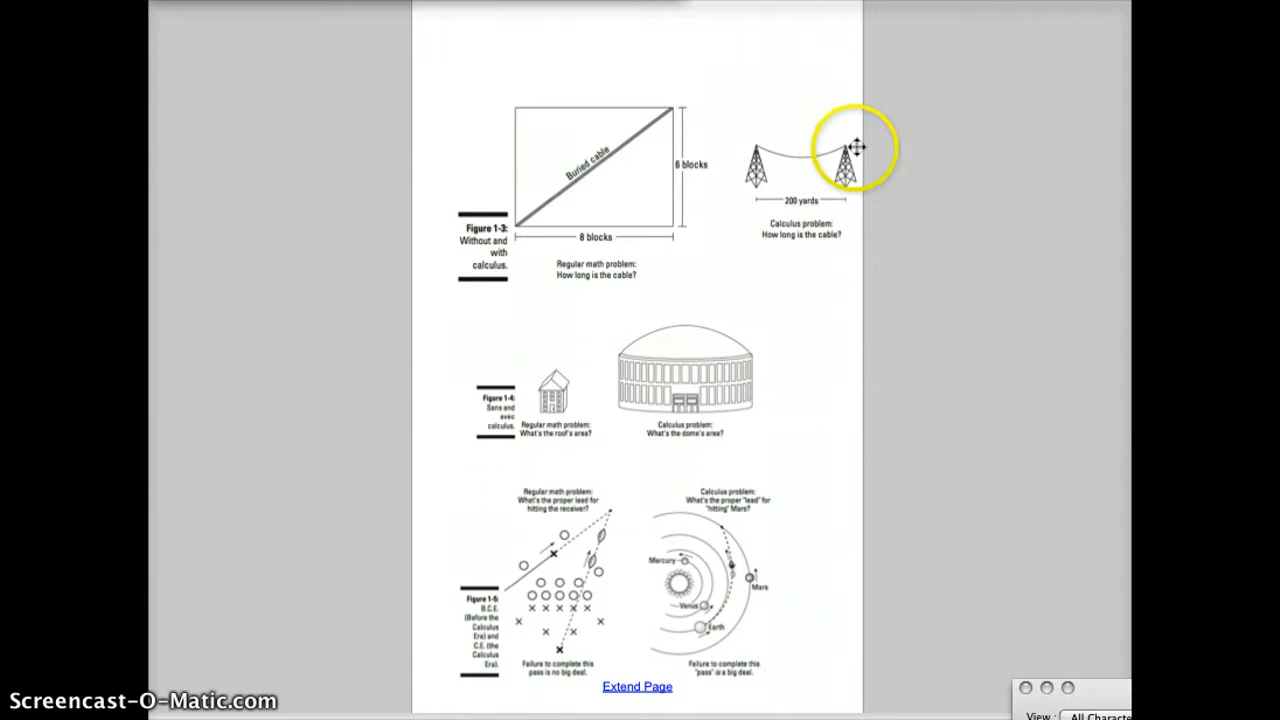 Buried cable
6 blocks
8 blocks
Figure 1-3:
Without and
with
calculus.
Regular math problem:
How long is the cable?
200 yards
Calculus problem:
How long is the cable?
Figure 1-4:
Sans and
avec
calculus.
Regular math problem:
What's the roof's area?
Calculus problem:
What's the dome's area?
Regular math problem:
What's the proper lead for
hitting the receiver?
Calculus problem:
What's the proper "lead" for
"hitting" Mars?
Mercury
Venus
Earth
Mars
Figure 1-5:
B.C.E.
(Before the
Calculus
Era) and
C.E. (the
Calculus
Era).
Failure to complete this
pass is no big deal.
Failure to complete this
"pass" is a big deal.
Extend Page
View : All Characte
Screencast-O-Matic.com